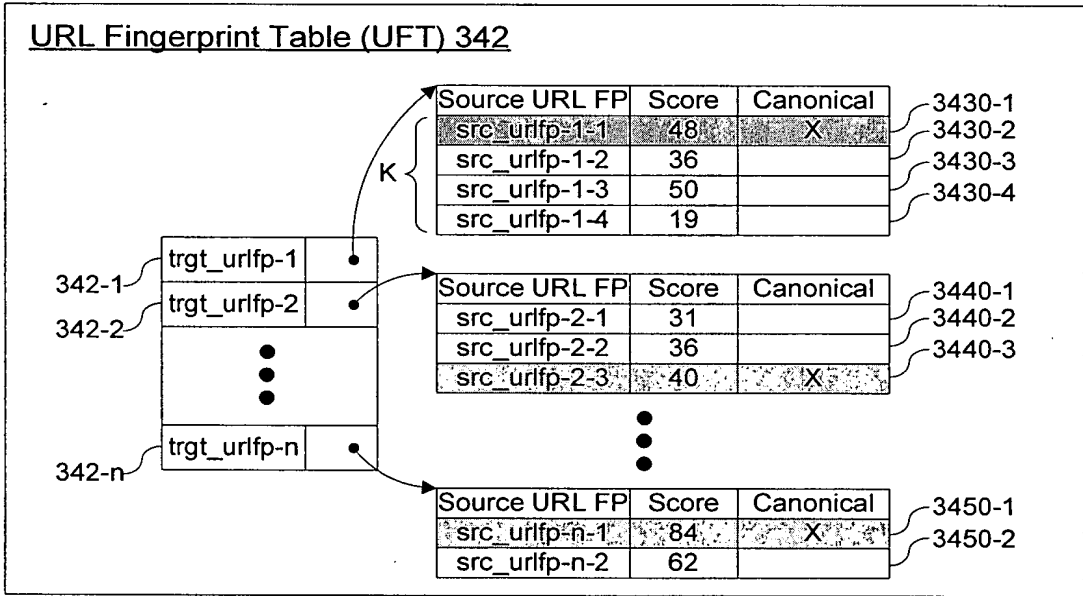 URL Fingerprint Table (UFT) 342
Source URL FP Score Canonical
src_urlfp-1-1 48 X 3430-1
src_urlfp-1-2 36 3430-2
src_urlfp-1-3 50 3430-3
src_urlfp-1-4 19 3430-4
K
trgt_urlfp-1
342-1
trgt_urlfp-2
342-2
trgt_urlfp-n
342-n
Source URL FP Score Canonical
src_urlfp-2-1 31 3440-1
src_urlfp-2-2 36 3440-2
src_urlfp-2-3 40 X 3440-3
Source URL FP Score Canonical
src_urlfp-n-1 84 X 3450-1
src_urlfp-n-2 62 3450-2